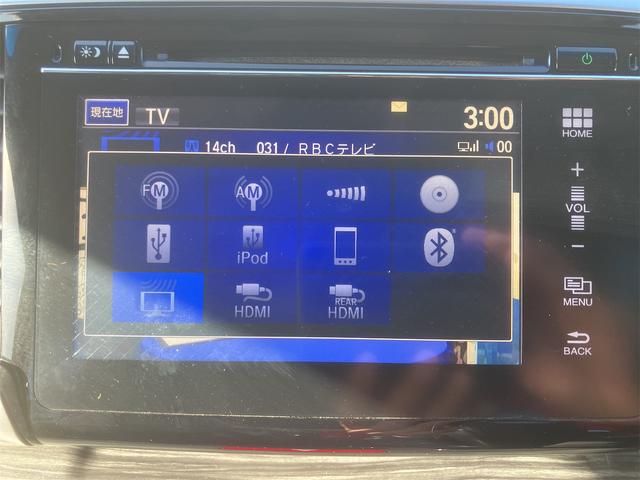 現在地 TV 3:00
14ch 031/ RBCテレビ 00
FM AM
iPod
HDMI REAR HDMI
HOME
+
VOL
−
MENU
BACK